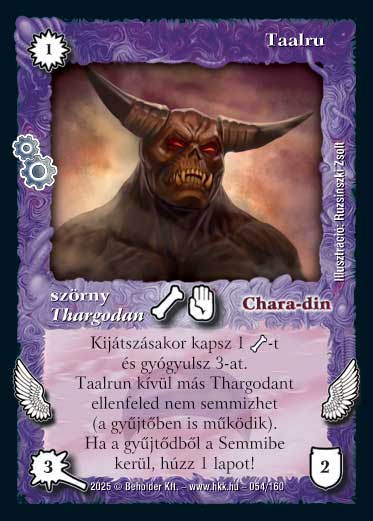 1
Taalru
Illusztráció: Ruzsinszki Zsolt
szörny
Thargodan
Chara-din
Kijátszásakor kapsz 1 -t
és gyógyulsz 3-at.
Taalrun kívül más Thargodant
ellenfeled nem semmizhet
(a gyűjtőben is működik).
Ha a gyűjtődből a Semmibe
kerül, húzz 1 lapot!
3
2
2025 © Beholder Kft. – www.hkk.hu – 054/160